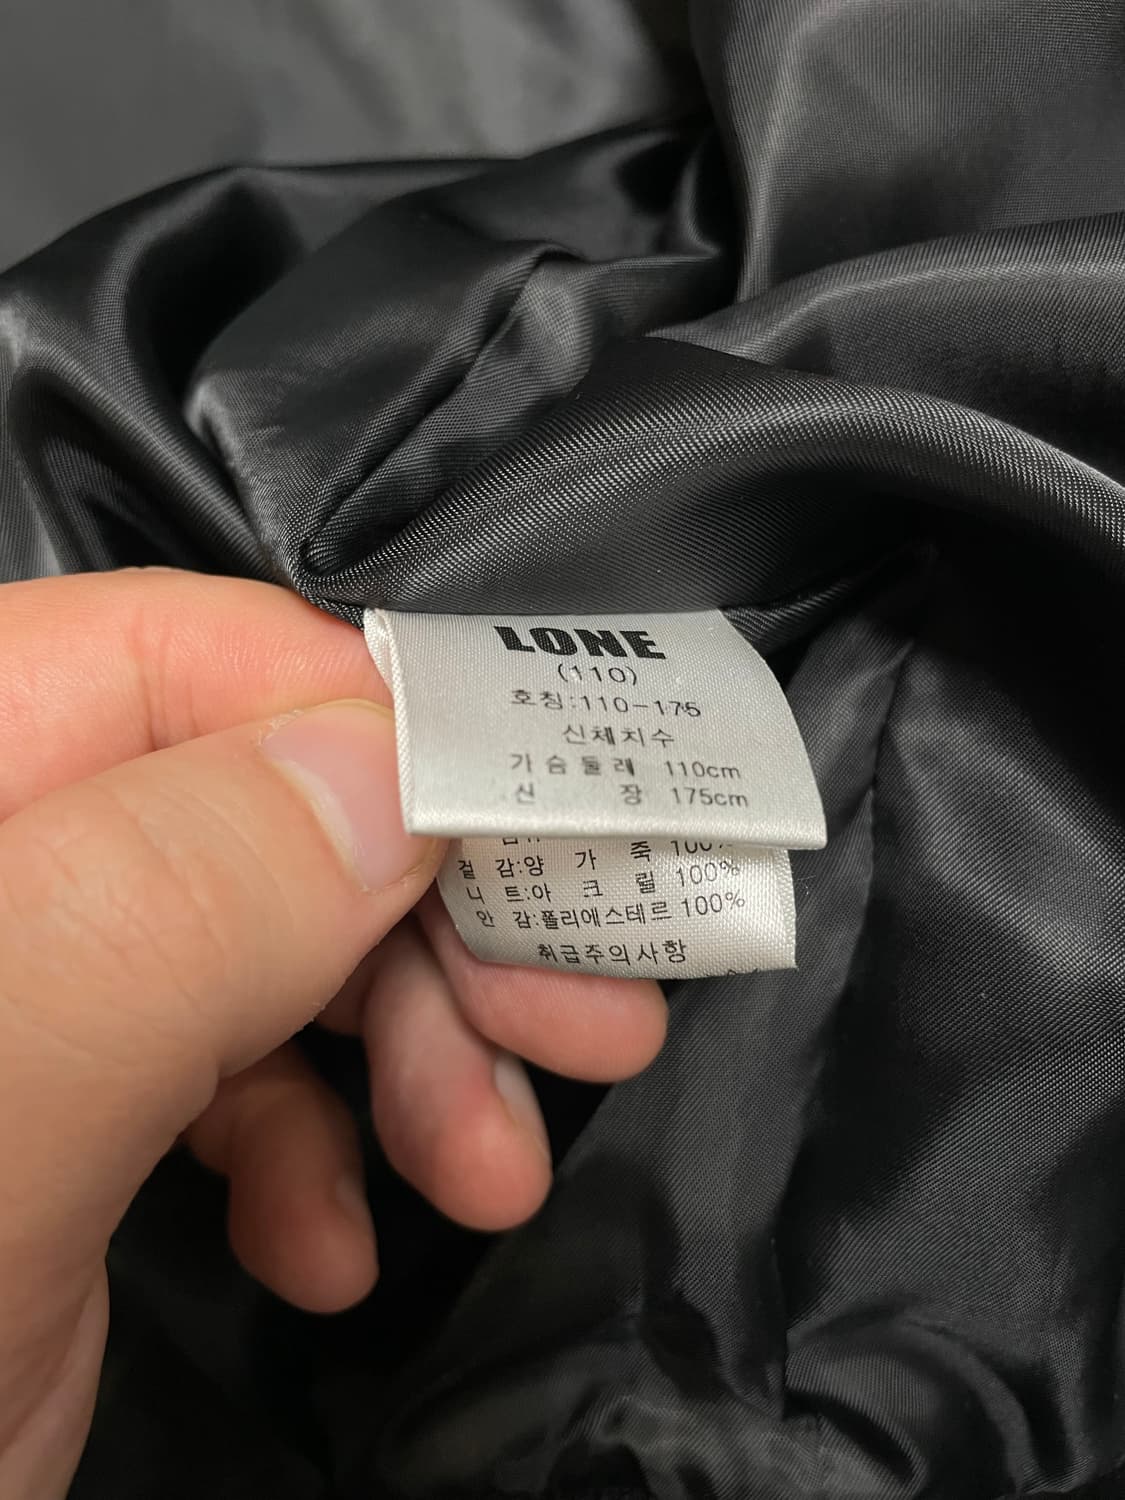 LONE
(110)
호칭:110-175
신체치수
가슴둘레 110cm
신 장 175cm
겉 감:양 가 죽 100%
니 트:아 크 릴 100%
안 감:폴리에스테르 100%
취급주의사항